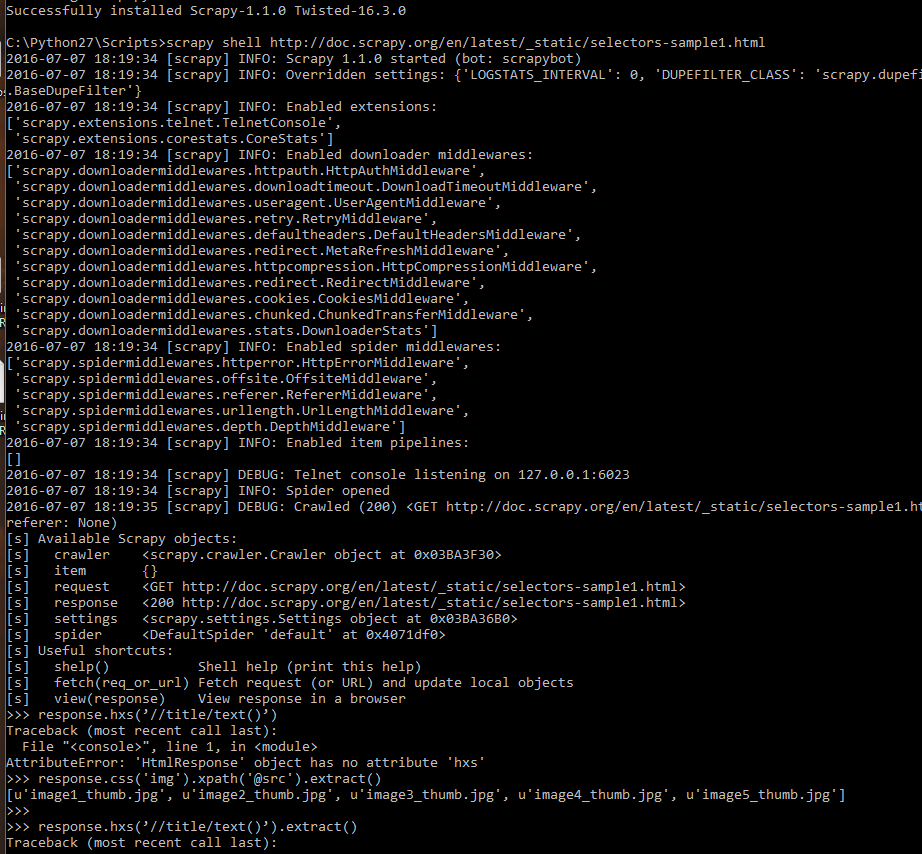 Successfully installed Scrapy-1.1.0 Twisted-16.3.0
C:\Python27\Scripts>scrapy shell http://doc.scrapy.org/en/latest/_static/selectors-sample1.html
2016-07-07 18:19:34 [scrapy] INFO: Scrapy 1.1.0 started (bot: scrapybot)
2016-07-07 18:19:34 [scrapy] INFO: Overridden settings: {'LOGSTATS_INTERVAL': 0, 'DUPEFILTER_CLASS': 'scrapy.dupefi
.BaseDupeFilter'}
2016-07-07 18:19:34 [scrapy] INFO: Enabled extensions:
['scrapy.extensions.telnet.TelnetConsole',
 'scrapy.extensions.corestats.CoreStats']
2016-07-07 18:19:34 [scrapy] INFO: Enabled downloader middlewares:
['scrapy.downloadermiddlewares.httpauth.HttpAuthMiddleware',
 'scrapy.downloadermiddlewares.downloadtimeout.DownloadTimeoutMiddleware',
 'scrapy.downloadermiddlewares.useragent.UserAgentMiddleware',
 'scrapy.downloadermiddlewares.retry.RetryMiddleware',
 'scrapy.downloadermiddlewares.defaultheaders.DefaultHeadersMiddleware',
 'scrapy.downloadermiddlewares.redirect.MetaRefreshMiddleware',
 'scrapy.downloadermiddlewares.httpcompression.HttpCompressionMiddleware',
 'scrapy.downloadermiddlewares.redirect.RedirectMiddleware',
 'scrapy.downloadermiddlewares.cookies.CookiesMiddleware',
 'scrapy.downloadermiddlewares.chunked.ChunkedTransferMiddleware',
 'scrapy.downloadermiddlewares.stats.DownloaderStats']
2016-07-07 18:19:34 [scrapy] INFO: Enabled spider middlewares:
['scrapy.spidermiddlewares.httperror.HttpErrorMiddleware',
 'scrapy.spidermiddlewares.offsite.OffsiteMiddleware',
 'scrapy.spidermiddlewares.referer.RefererMiddleware',
 'scrapy.spidermiddlewares.urllength.UrlLengthMiddleware',
 'scrapy.spidermiddlewares.depth.DepthMiddleware']
2016-07-07 18:19:34 [scrapy] INFO: Enabled item pipelines:
[]
2016-07-07 18:19:34 [scrapy] DEBUG: Telnet console listening on 127.0.0.1:6023
2016-07-07 18:19:34 [scrapy] INFO: Spider opened
2016-07-07 18:19:35 [scrapy] DEBUG: Crawled (200) <GET http://doc.scrapy.org/en/latest/_static/selectors-sample1.ht
referer: None)
[s] Available Scrapy objects:
[s]   crawler    <scrapy.crawler.Crawler object at 0x03BA3F30>
[s]   item       {}
[s]   request    <GET http://doc.scrapy.org/en/latest/_static/selectors-sample1.html>
[s]   response   <200 http://doc.scrapy.org/en/latest/_static/selectors-sample1.html>
[s]   settings   <scrapy.settings.Settings object at 0x03BA36B0>
[s]   spider     <DefaultSpider 'default' at 0x4071df0>
[s] Useful shortcuts:
[s]   shelp()           Shell help (print this help)
[s]   fetch(req_or_url) Fetch request (or URL) and update local objects
[s]   view(response)    View response in a browser
>>> response.hxs(’//title/text()’)
Traceback (most recent call last):
  File "<console>", line 1, in <module>
AttributeError: 'HtmlResponse' object has no attribute 'hxs'
>>> response.css('img').xpath('@src').extract()
[u'image1_thumb.jpg', u'image2_thumb.jpg', u'image3_thumb.jpg', u'image4_thumb.jpg', u'image5_thumb.jpg']
>>>
>>> response.hxs(’//title/text()’).extract()
Traceback (most recent call last):